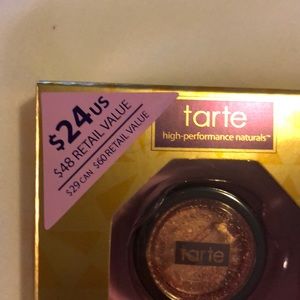 $24US
$48 RETAIL VALUE
$29 CAN $60 RETAIL VALUE
tarte
high-performance naturals™
tarte